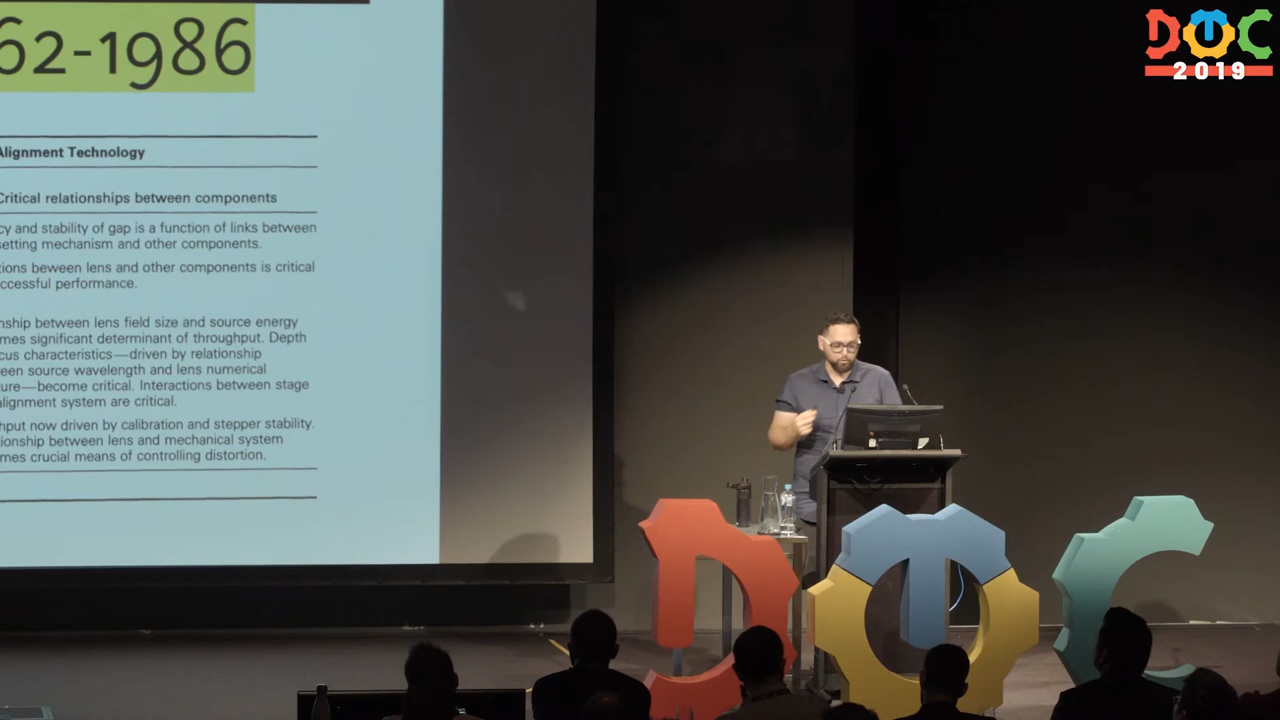 62-1986
Alignment Technology
Critical relationships between components
cy and stability of gap is a function of links between
setting mechanism and other components.
tions beween lens and other components is critical
ccessful performance.
nship between lens field size and source energy
mes significant determinant of throughput. Depth
cus characteristics—driven by relationship
een source wavelength and lens numerical
ure—become critical. Interactions between stage
alignment system are critical.
hput now driven by calibration and stepper stability.
tionship between lens and mechanical system
mes crucial means of controlling distortion.
DOTC
2019
DOTC